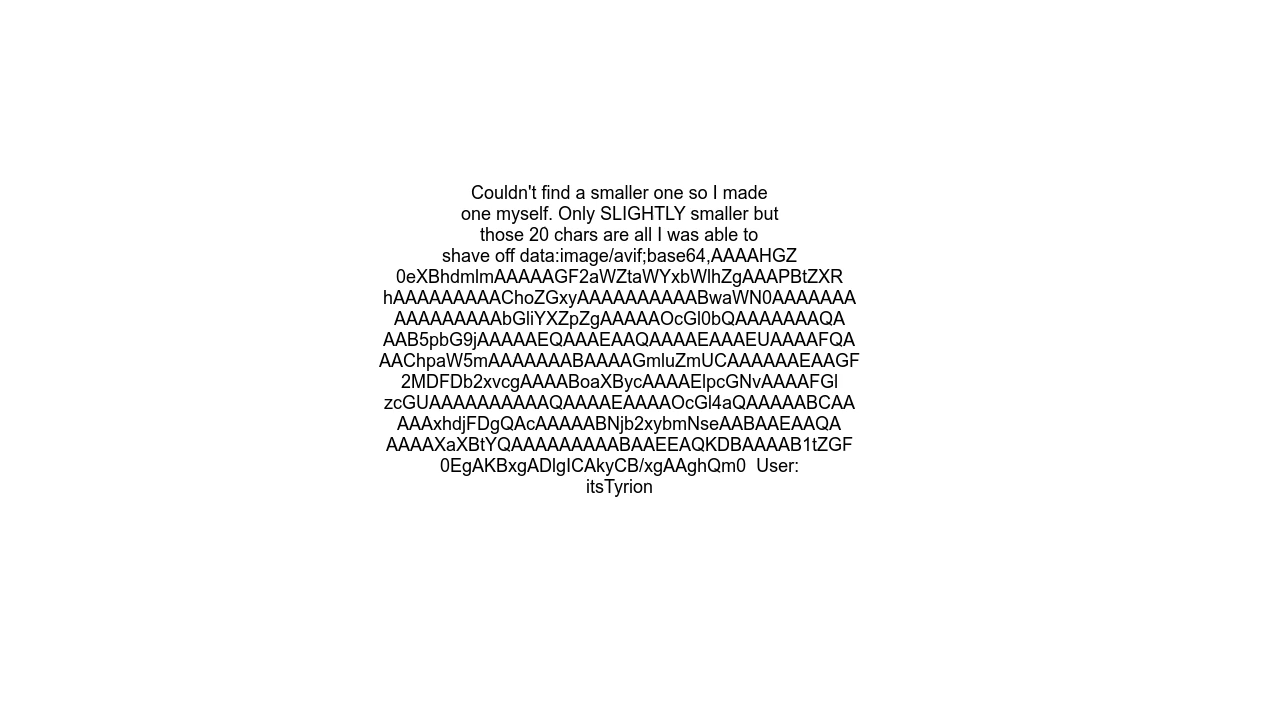 Couldn't find a smaller one so I made
one myself. Only SLIGHTLY smaller but
those 20 chars are all I was able to
shave off data:image/avif;base64,AAAAHGZ
0eXBhdmlmAAAAAGF2aWZtaWYxbWlhZgAAAPBtZXR
hAAAAAAAAAChoZGxyAAAAAAAAAABwaWN0AAAAAAA
AAAAAAAAAbGliYXZpZgAAAAAOcGl0bQAAAAAAAQA
AAB5pbG9jAAAAAEQAAAEAAQAAAAEAAAEUAAAAFQA
AAChpaW5mAAAAAAABAAAAGmluZmUCAAAAAAEAAGF
2MDFDb2xvcgAAAABoaXBycAAAAElpcGNvAAAAFGl
zcGUAAAAAAAAAAQAAAAEAAAAOcGl4aQAAAAABCAA
AAAxhdjFDgQAcAAAAABNjb2xybmNseAABAAEAAQA
AAAAXaXBtYQAAAAAAAAABAAEEAQKDBAAAAB1tZGF
0EgAKBxgADlgICAkyCB/xgAAghQm0  User:
itsTyrion